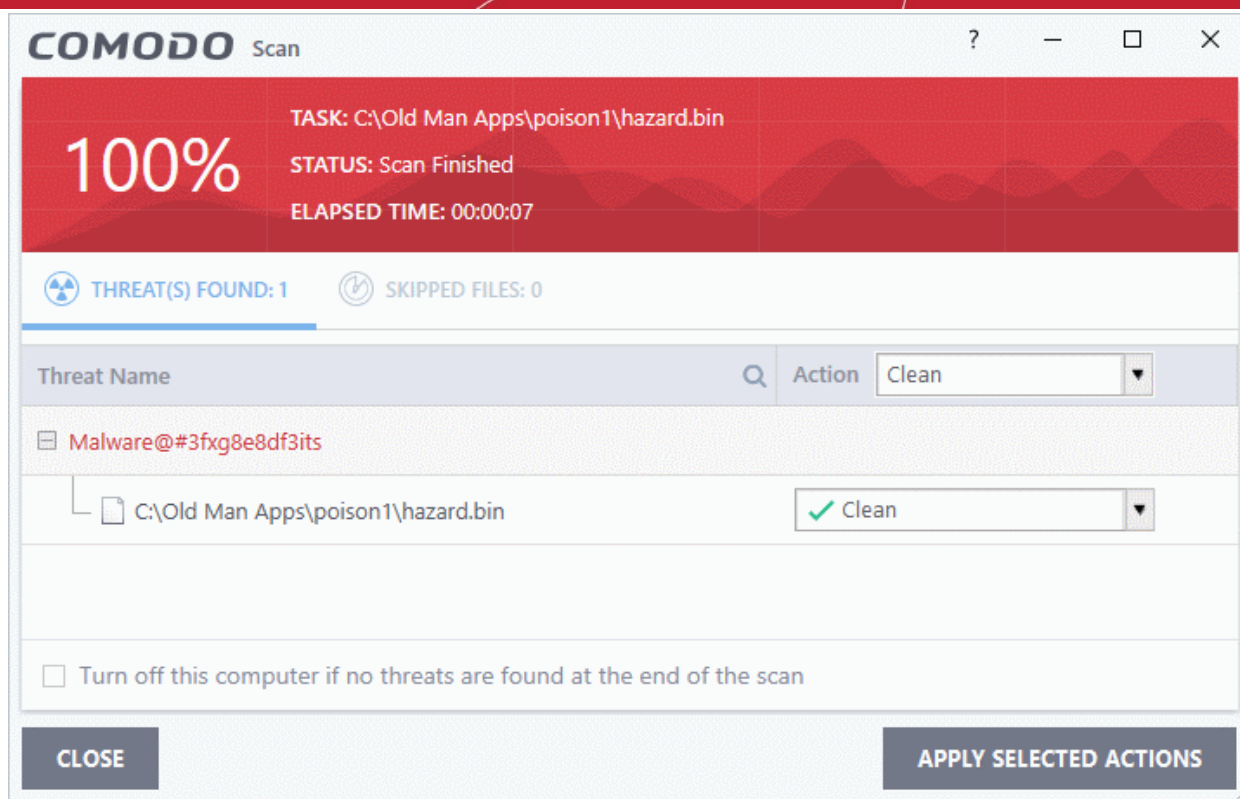 COMODO Scan
?
100%
TASK: C:\Old Man Apps\poison1\hazard.bin
STATUS: Scan Finished
ELAPSED TIME: 00:00:07
THREAT(S) FOUND: 1 SKIPPED FILES: 0
Threat Name Action Clean
Malware@#3fxg8e8df3its
C:\Old Man Apps\poison1\hazard.bin Clean
Turn off this computer if no threats are found at the end of the scan
CLOSE APPLY SELECTED ACTIONS